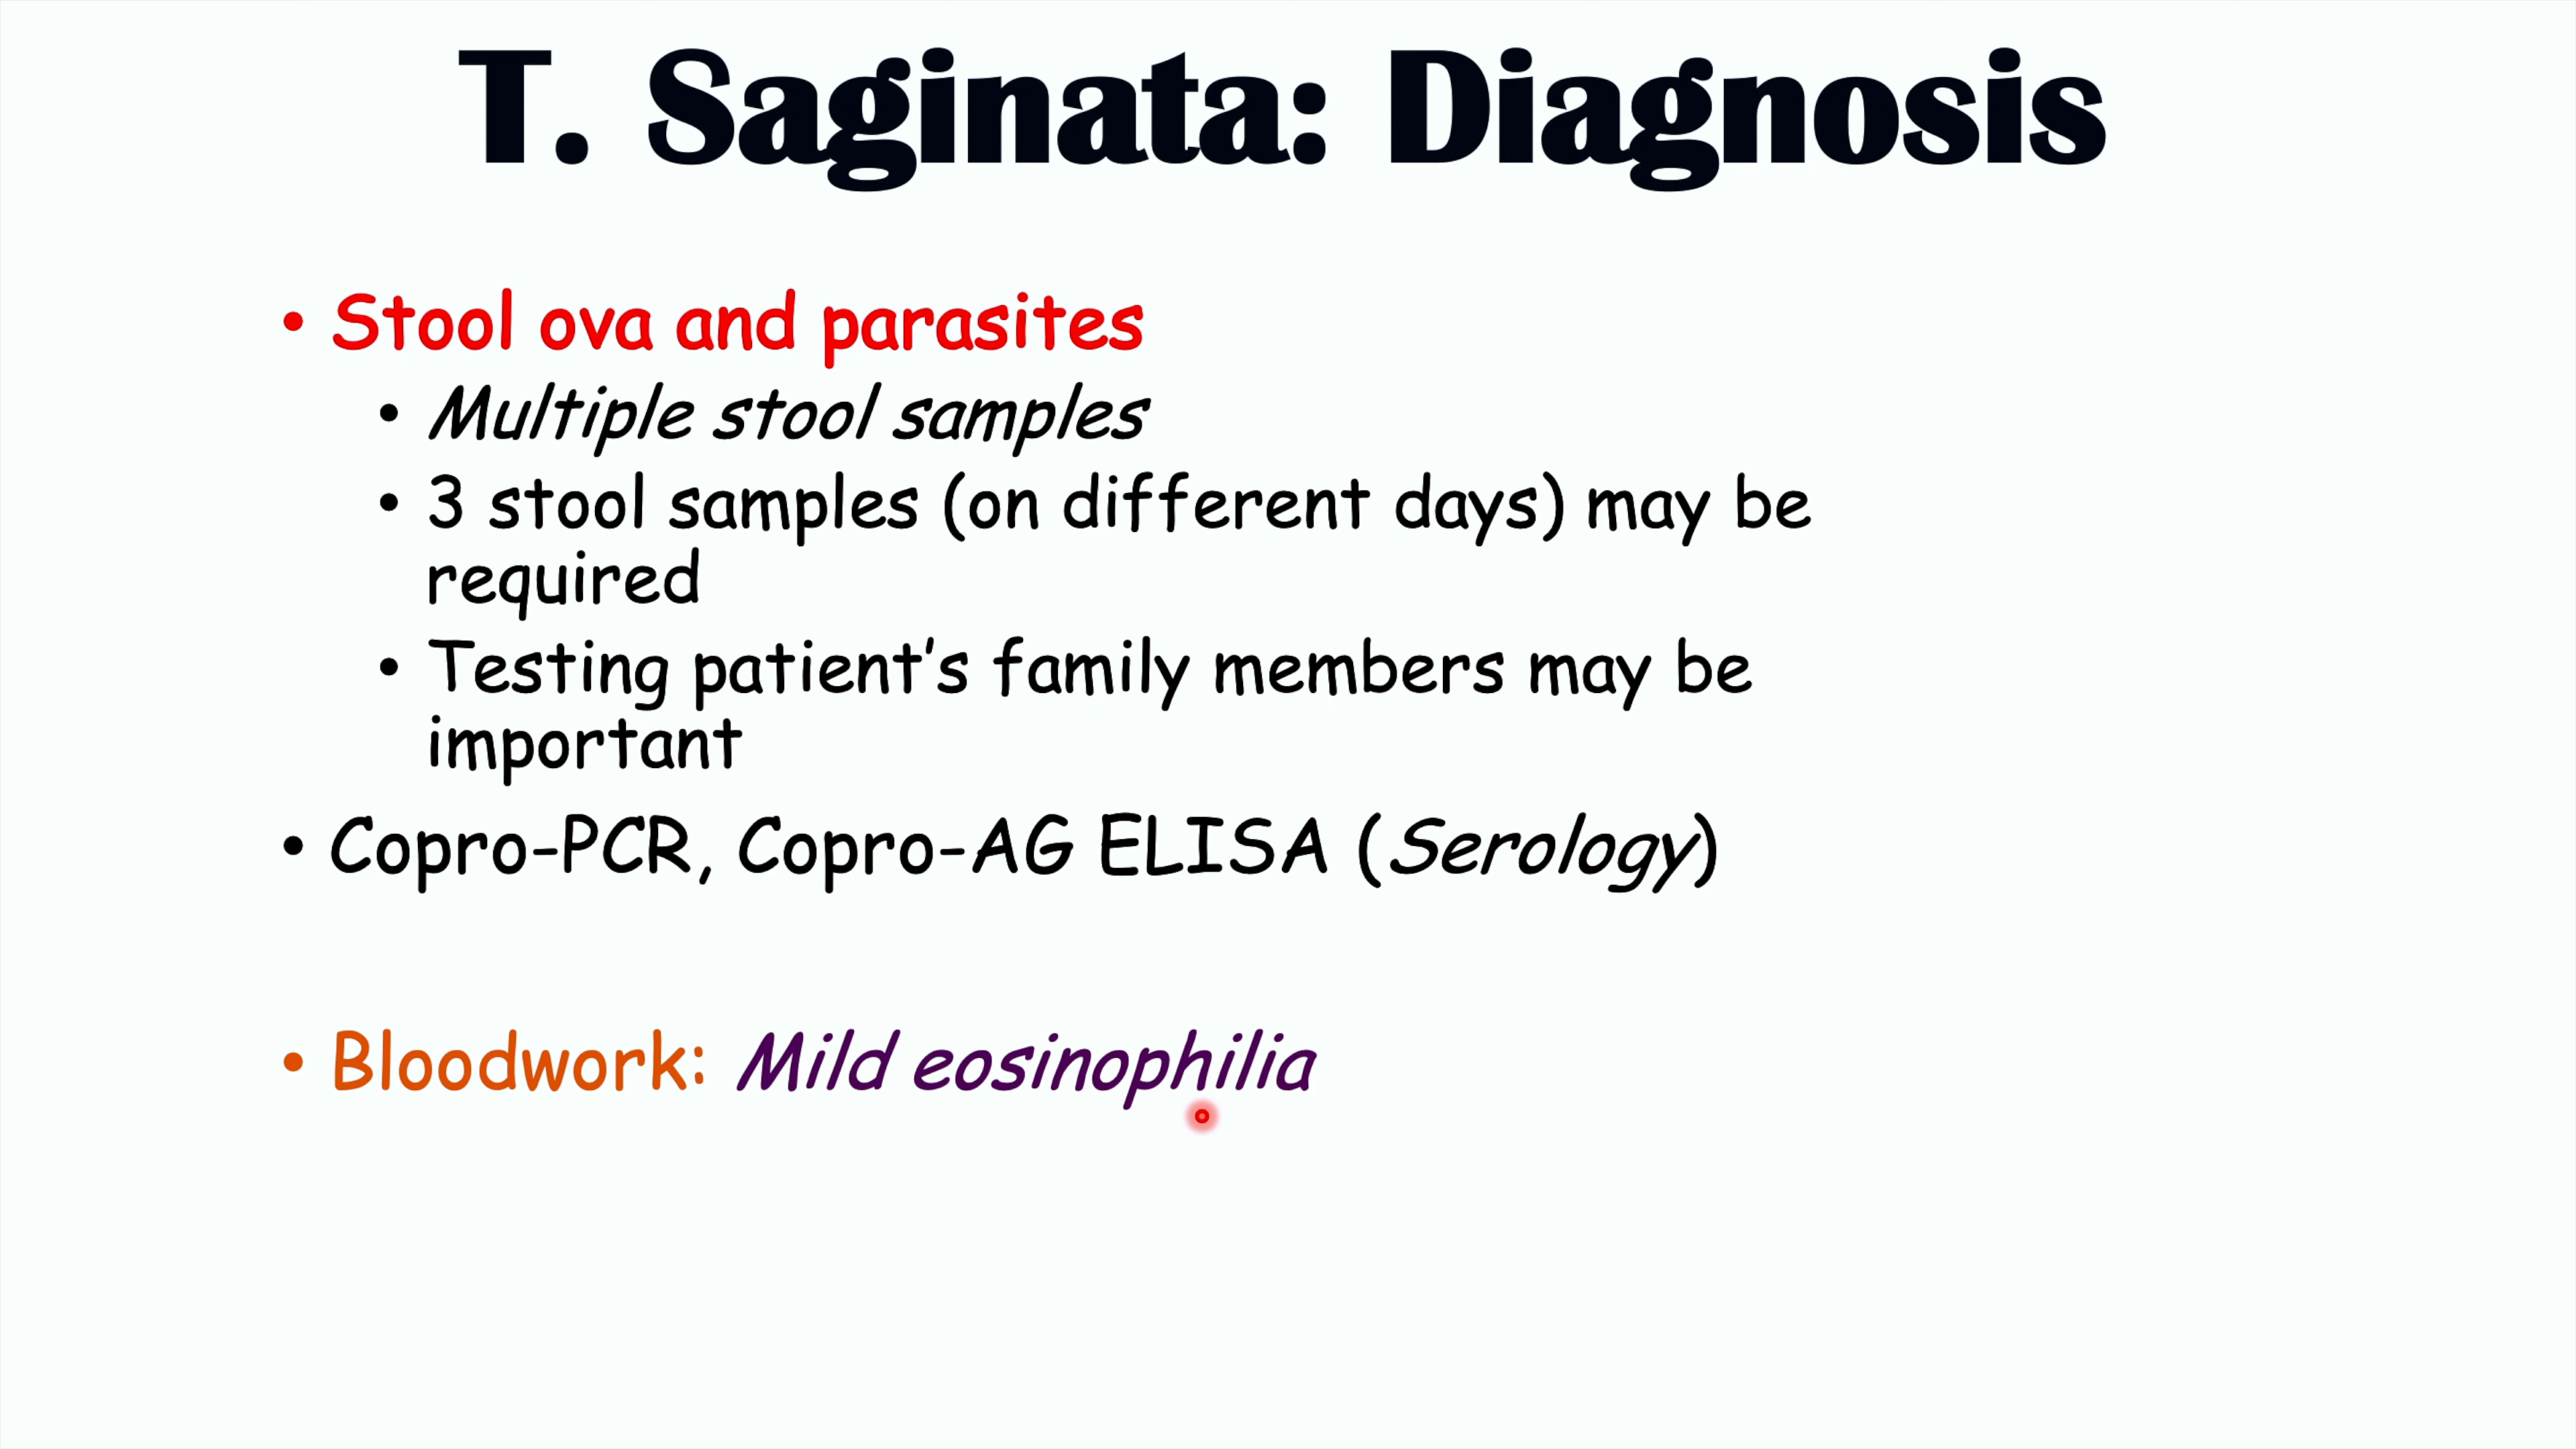 T. Saginata: Diagnosis
• Stool ova and parasites
• Multiple stool samples
• 3 stool samples (on different days) may be
required
• Testing patient's family members may be
important
• Copro-PCR, Copro-AG ELISA (Serology)
• Bloodwork: Mild eosinophilia